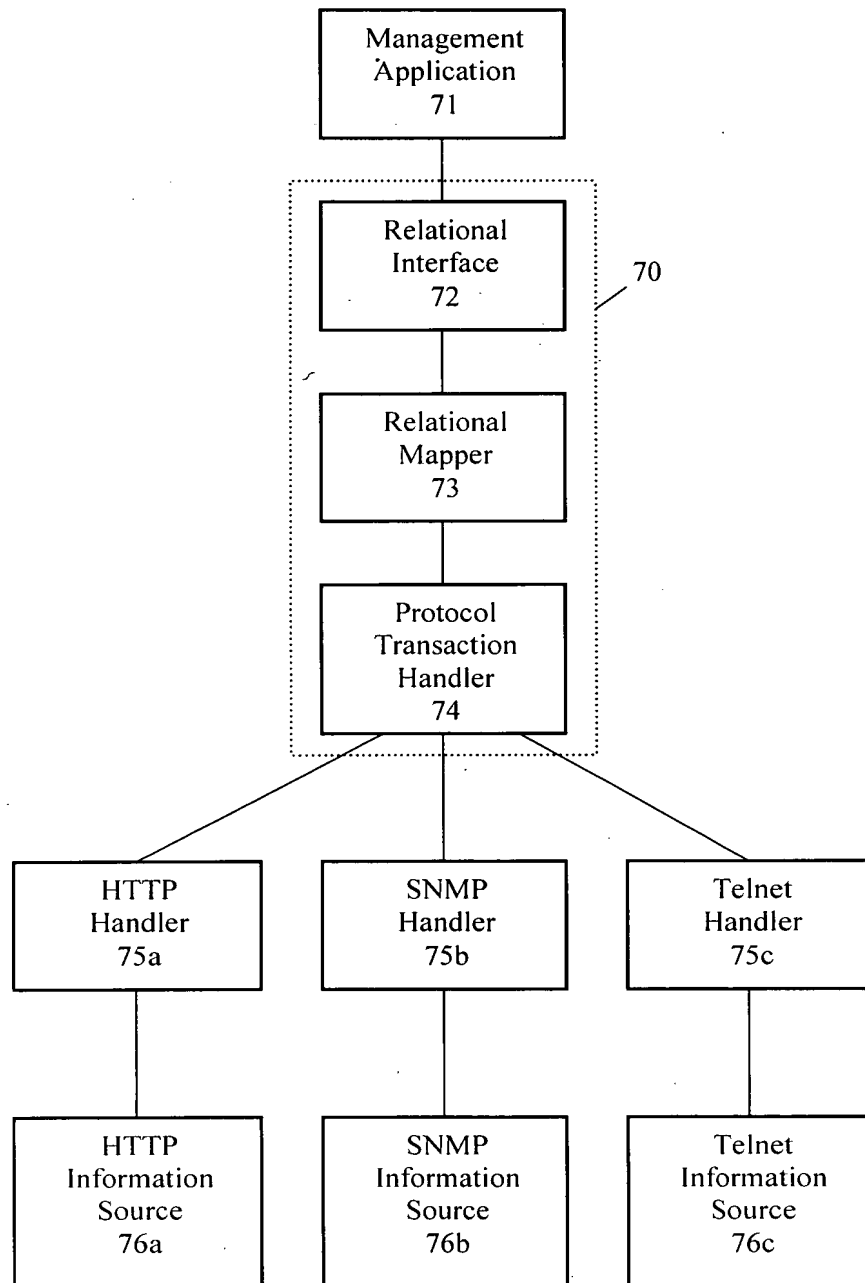 Management
Application
71
Relational
Interface
72
70
Relational
Mapper
73
Protocol
Transaction
Handler
74
HTTP
Handler
75a
SNMP
Handler
75b
Telnet
Handler
75c
HTTP
Information
Source
76a
SNMP
Information
Source
76b
Telnet
Information
Source
76c